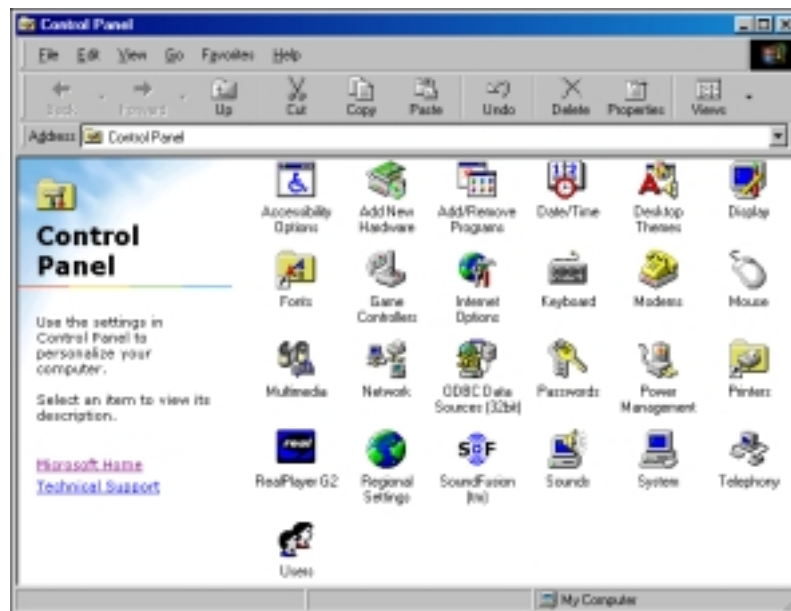 Control Panel
File Edit View Go Favorites Help
Back Forward Up Cut Copy Paste Undo Delete Properties Views
Address Control Panel
Control
Panel
Use the settings in
Control Panel to
personalize your
computer.
Select an item to view its
description.
Microsoft Home
Technical Support
Accessibility
Options
Add New
Hardware
Add/Remove
Programs
Date/Time
Desktop
Themes
Display
Fonts
Game
Controllers
Internet
Options
Keyboard
Modems
Mouse
Multimedia
Network
ODBC Data
Sources (32bit)
Passwords
Power
Management
Printers
real
RealPlayer G2
Regional
Settings
SoundFusion
Sounds
System
Telephony
Users
My Computer